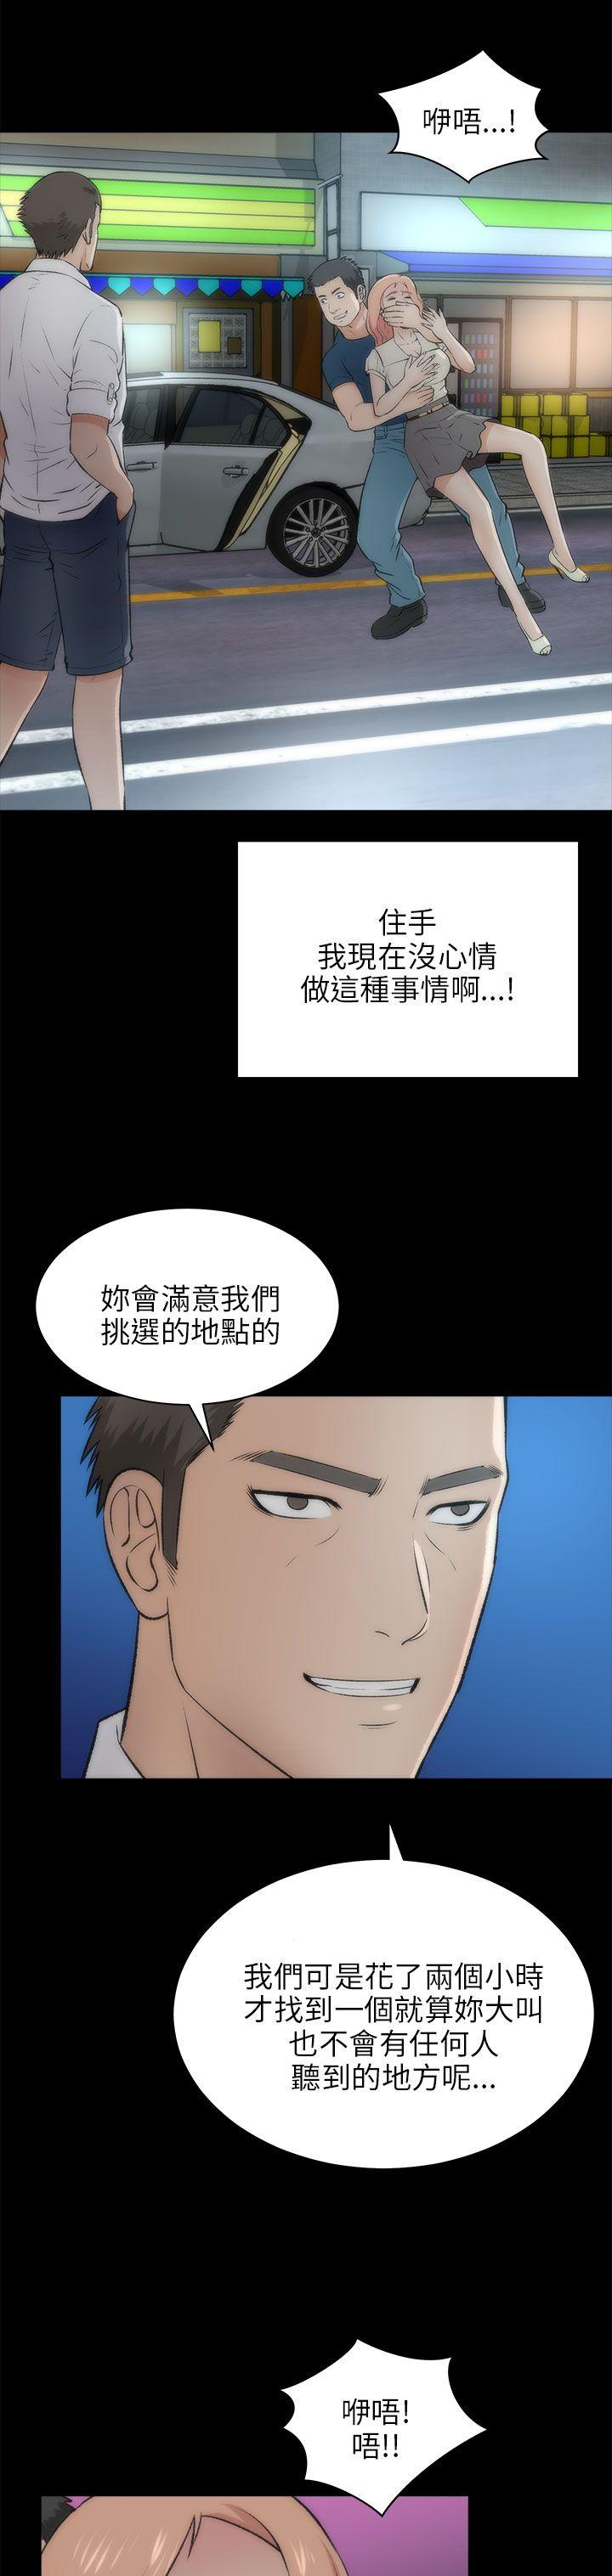 咿唔...!
住手
我現在沒心情
做這種事情啊...!
妳會滿意我們
挑選的地點的
我們可是花了兩個小時
才找到一個就算妳大叫
也不會有任何人
聽到的地方呢...
咿唔!
唔!!